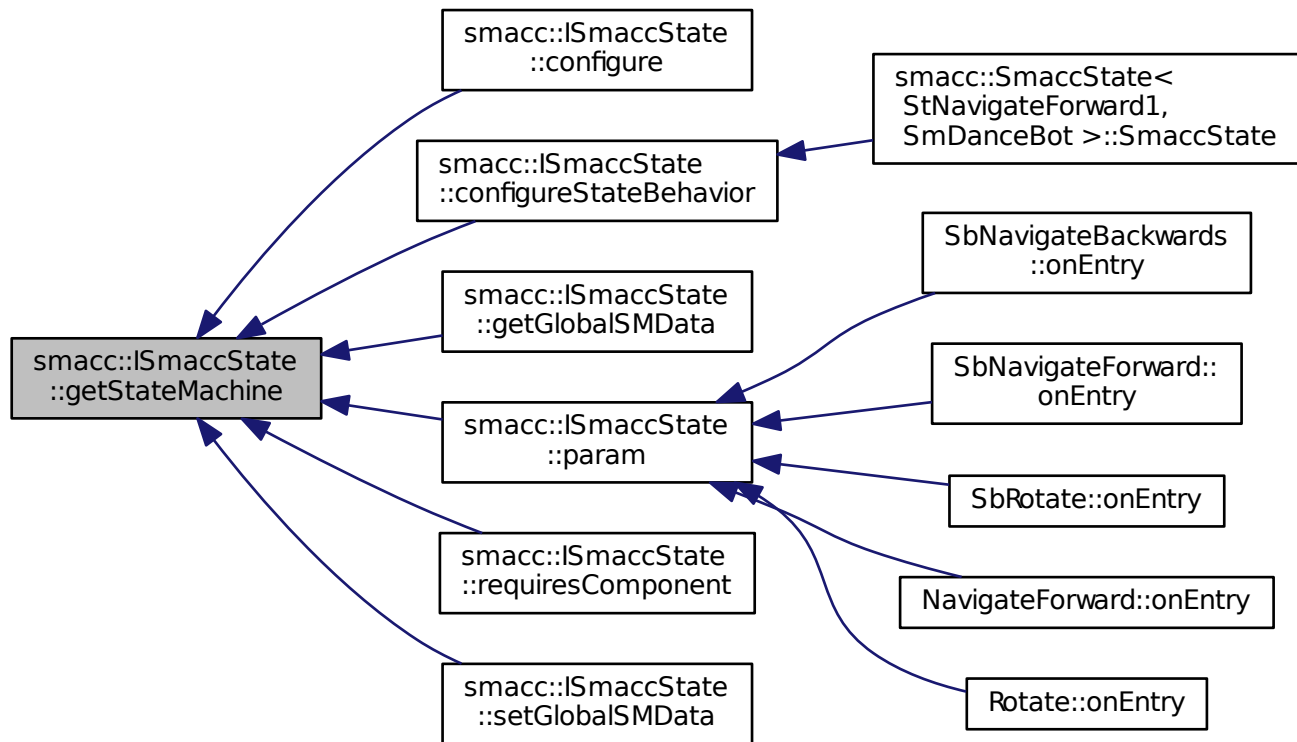 smacc::ISmaccState
::getStateMachine
smacc::ISmaccState
::configure
smacc::ISmaccState
::configureStateBehavior
smacc::ISmaccState
::getGlobalSMData
smacc::ISmaccState
::param
smacc::ISmaccState
::requiresComponent
smacc::ISmaccState
::setGlobalSMData
smacc::SmaccState<
StNavigateForward1,
SmDanceBot >::SmaccState
SbNavigateBackwards
::onEntry
SbNavigateForward::
onEntry
SbRotate::onEntry
NavigateForward::onEntry
Rotate::onEntry